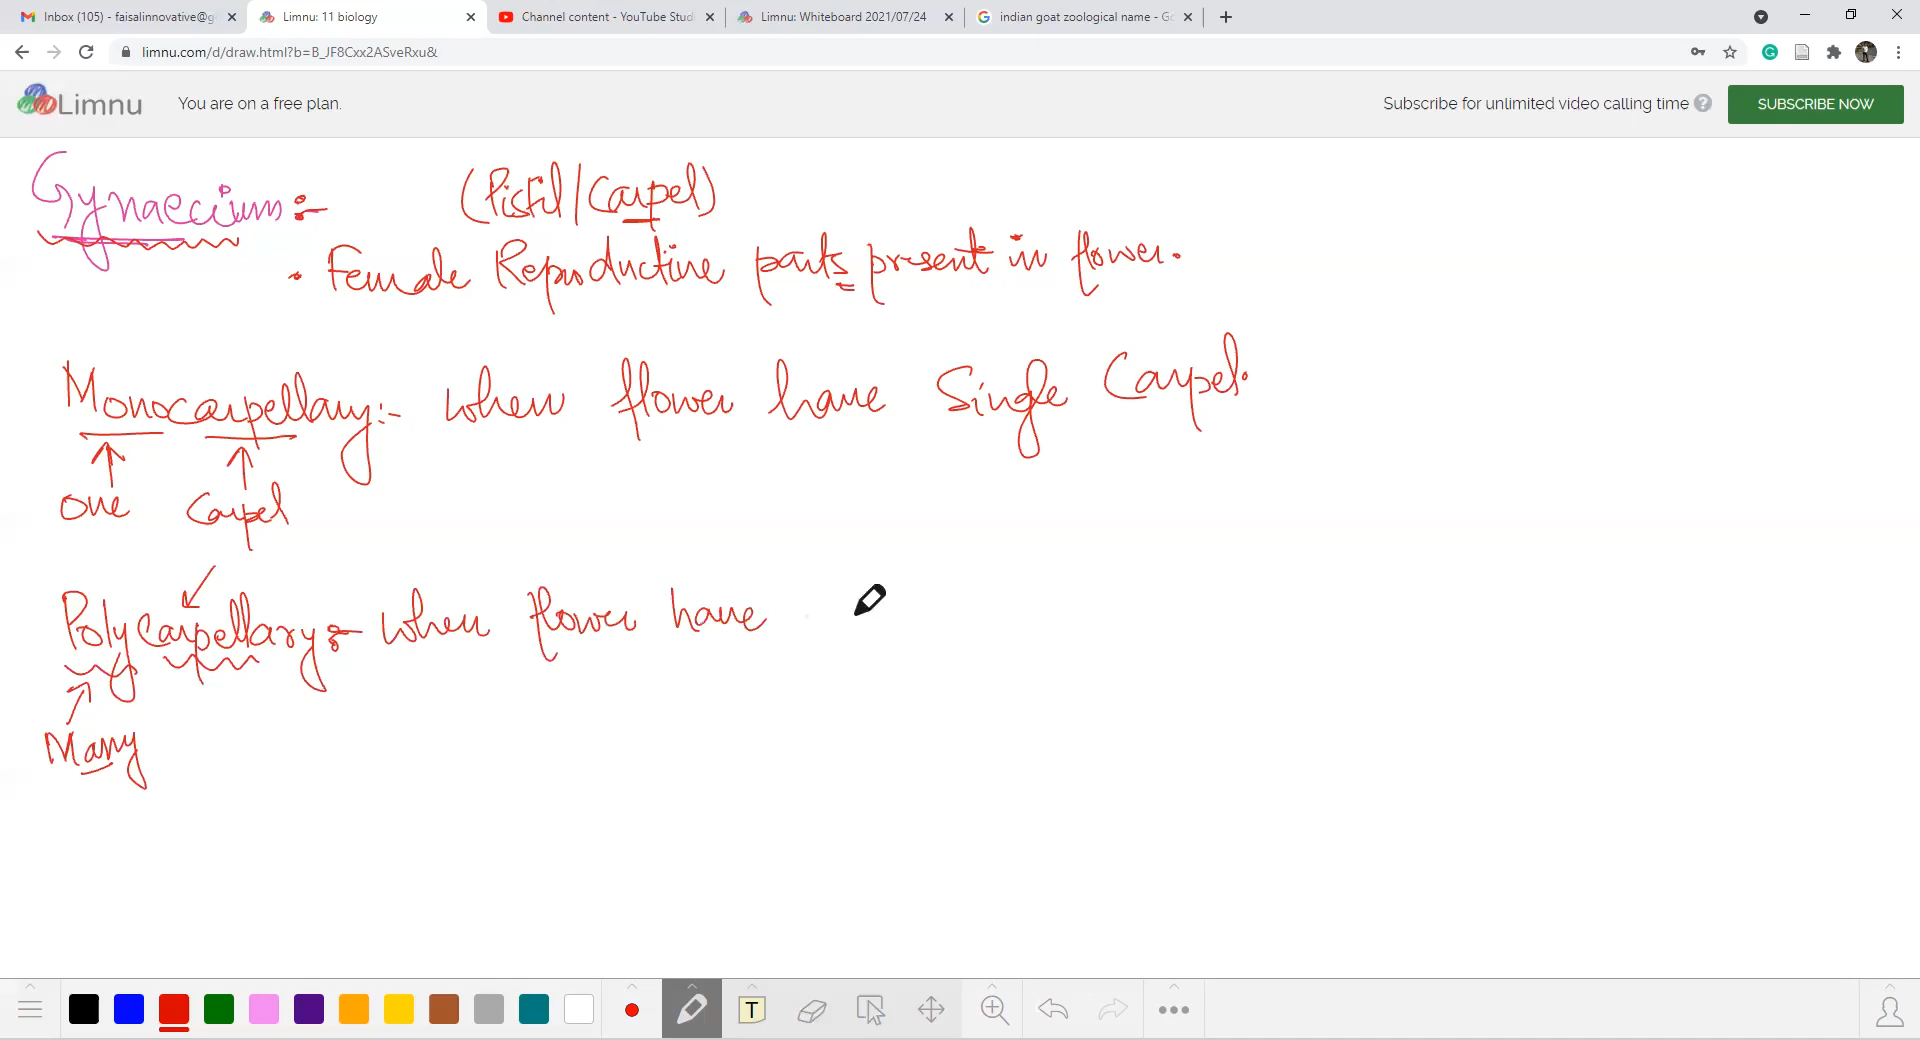 Inbox (105) - faisalinnovative@g
Limnu: 11 biology
Channel content - YouTube Stud
Limnu: Whiteboard 2021/07/24
indian goat zoological name - Go
limnu.com/d/draw.html?b=B_JF8Cxx2ASveRxu&
Limnu
You are on a free plan.
Subscribe for unlimited video calling time ?
SUBSCRIBE NOW
Gynaecium :- (Pistil/Carpel)
• Female Reproductive parts present in flower.
Monocarpellary :- when flower have Single Carpel.
One Carpel
Polycarpellary :- when flower have
Many
T